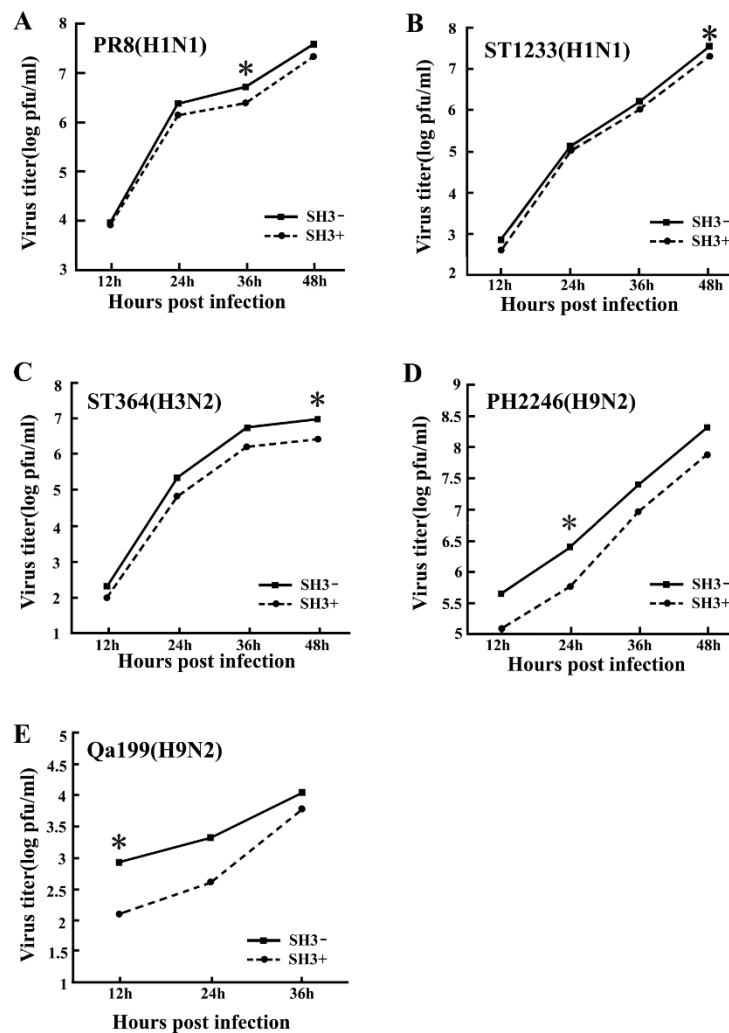 A
PR8(H1N1)
*
Virus titer(log pfu/ml)
8
7
6
5
4
3
SH3-
SH3+
12h 24h 36h 48h
Hours post infection
B
ST1233(H1N1)
*
Virus titer(log pfu/ml)
8
7
6
5
4
3
2
SH3-
SH3+
12h 24h 36h 48h
Hours post infection
C
ST364(H3N2)
*
Virus titer(log pfu/ml)
8
7
6
5
4
3
2
1
SH3-
SH3+
12h 24h 36h 48h
Hours post infection
D
PH2246(H9N2)
*
Virus titer(log pfu/ml)
9
8.5
8
7.5
7
6.5
6
5.5
5
SH3-
SH3+
12h 24h 36h 48h
Hours post infection
E
Qa199(H9N2)
*
Virus titer(log pfu/ml)
5
4.5
4
3.5
3
2.5
2
1.5
1
SH3-
SH3+
12h 24h 36h
Hours post infection